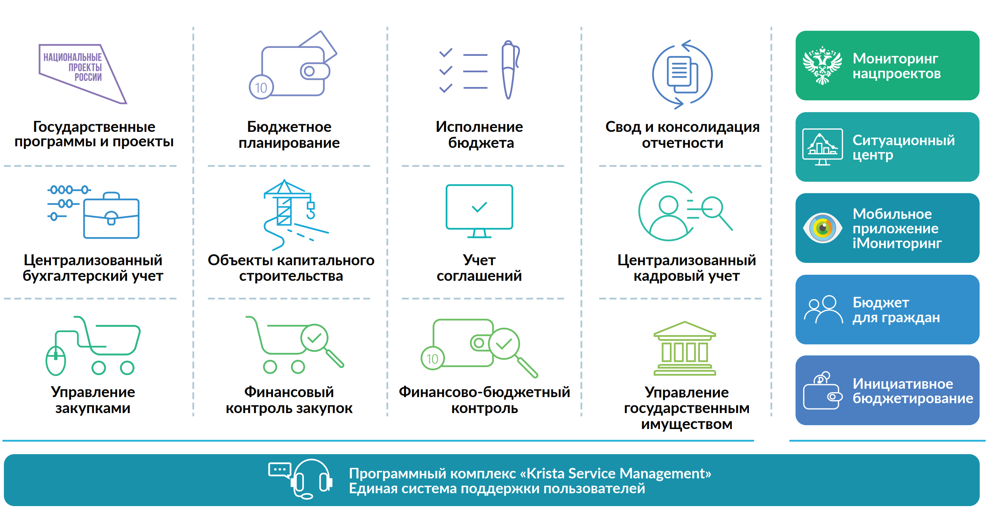 НАЦИОНАЛЬНЫЕ
ПРОЕКТЫ
РОССИИ
Государственные
программы и проекты
10
Бюджетное
планирование
Исполнение
бюджета
Свод и консолидация
отчетности
Централизованный
бухгалтерский учет
Объекты капитального
строительства
Учет
соглашений
Централизованный
кадровый учет
Управление
закупками
Финансовый
контроль закупок
10
Финансово-бюджетный
контроль
Управление
государственным
имуществом
Мониторинг
нацпроектов
Ситуационный
центр
Мобильное
приложение
iМониторинг
Бюджет
для граждан
Инициативное
бюджетирование
Программный комплекс «Krista Service Management»
Единая система поддержки пользователей